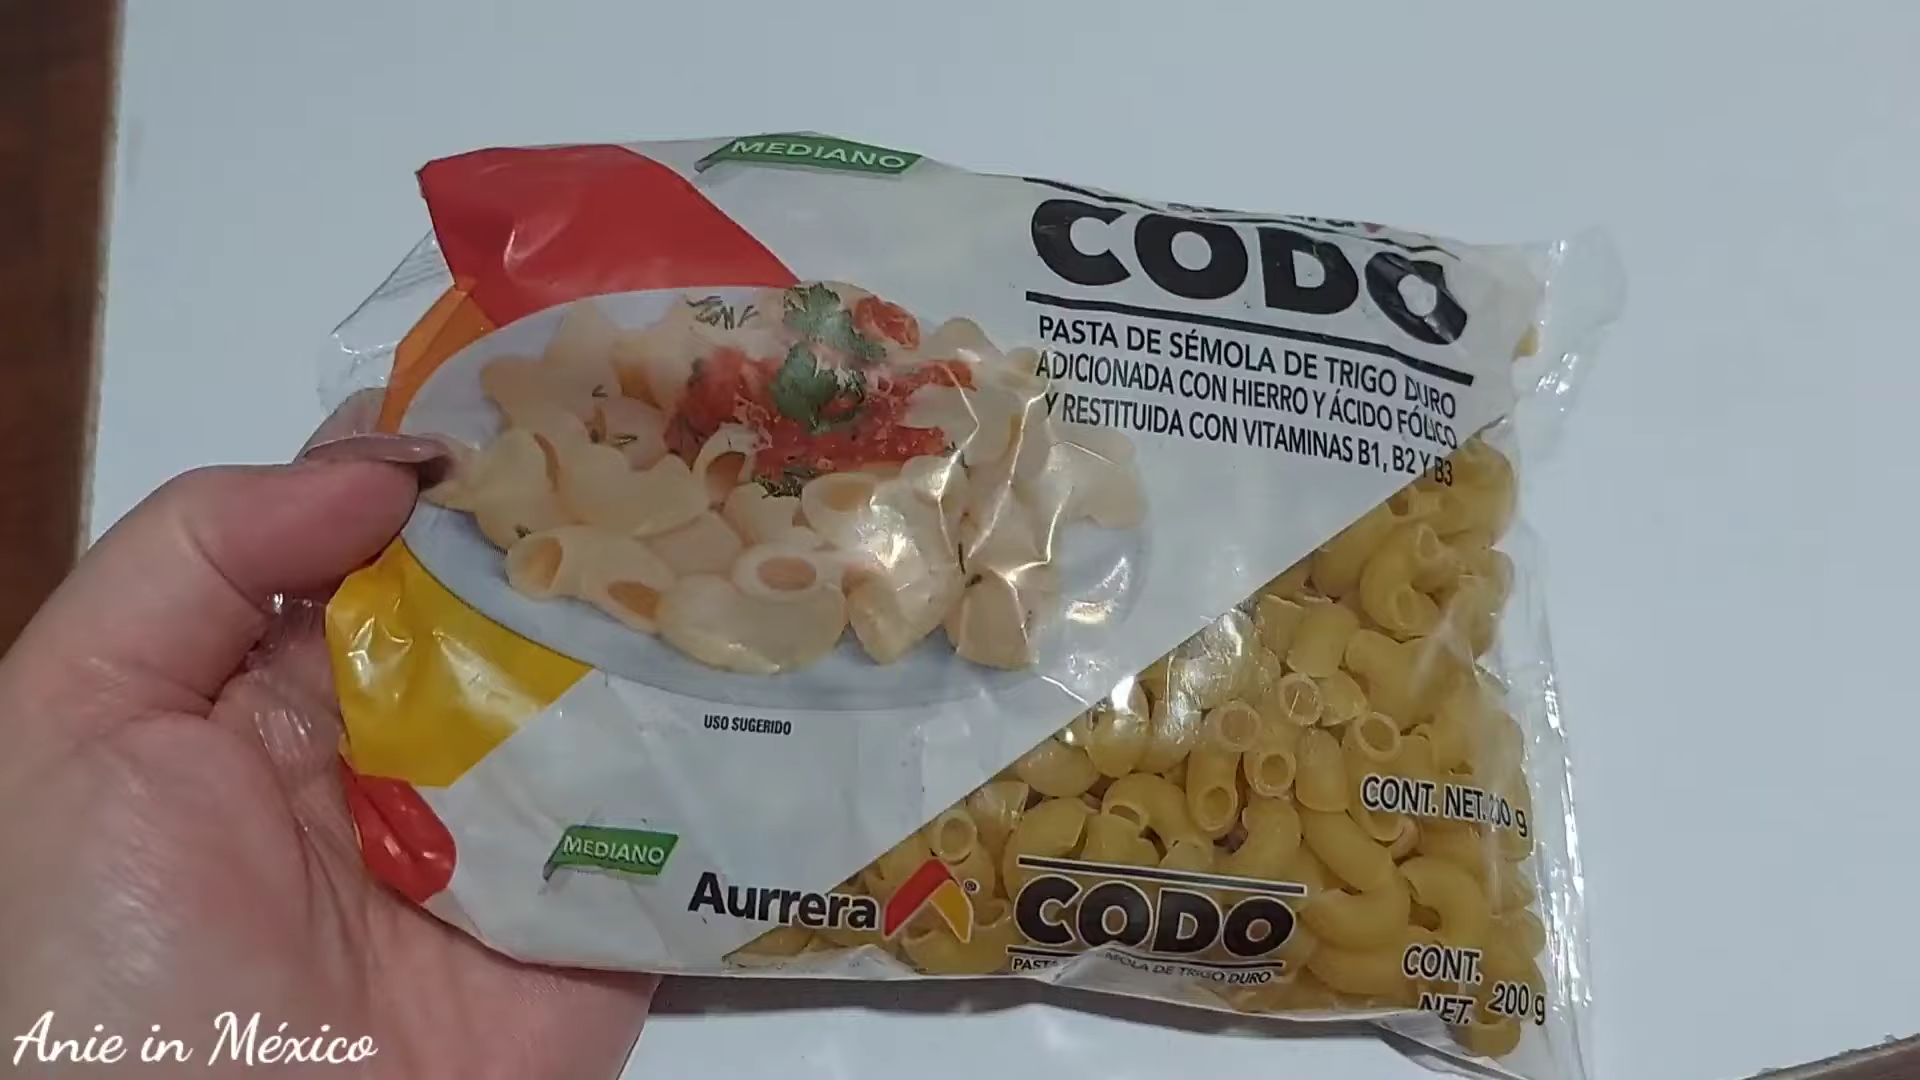 MEDIANO
CODO
PASTA DE SÉMOLA DE TRIGO DURO
ADICIONADA CON HIERRO Y ÁCIDO FÓLICO
Y RESTITUIDA CON VITAMINAS B1, B2 Y B3
USO SUGERIDO
CONT. NET. 200 g
MEDIANO
Aurrera
CODO
DE TRIGO DURO
CONT.
NET. 200 g
Anie in México